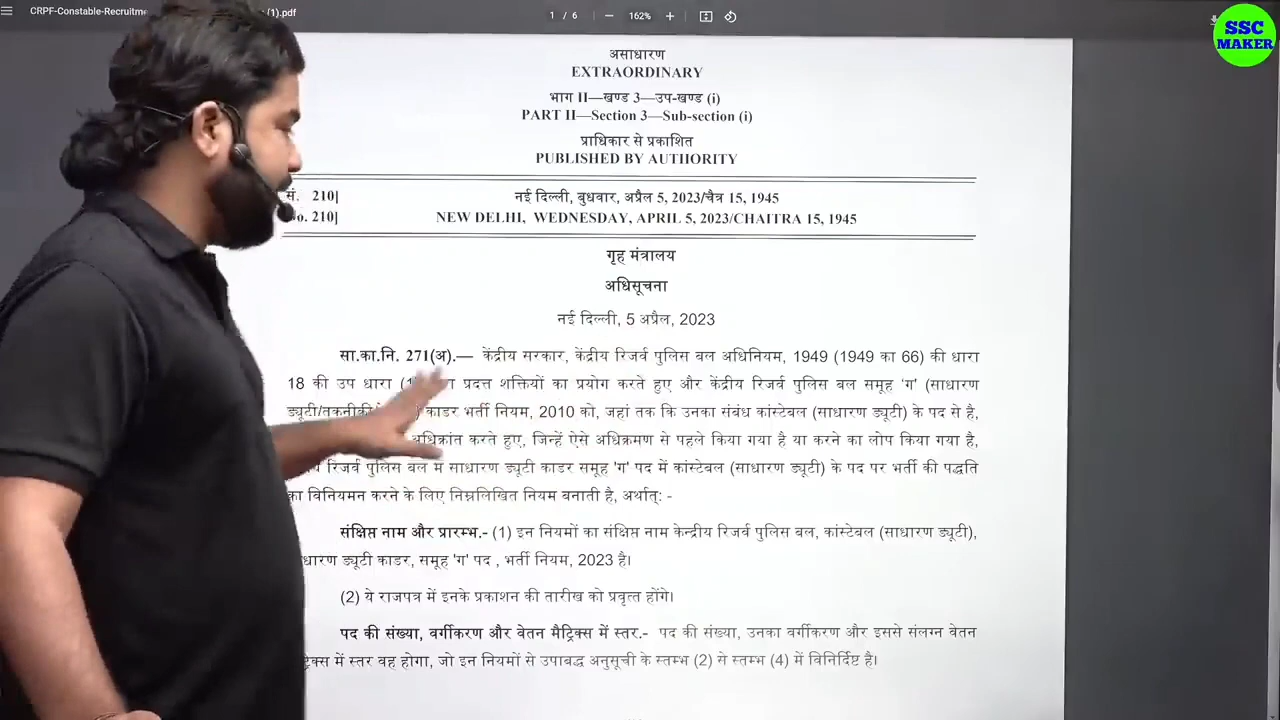 CRPF-Constable-Recruitme (1).pdf
1 / 6
162%
SSC
MAKER
असाधारण
EXTRAORDINARY
भाग II—खण्ड 3—उप-खण्ड (i)
PART II—Section 3—Sub-section (i)
प्राधिकार से प्रकाशित
PUBLISHED BY AUTHORITY
सं. 210] नई दिल्ली, बुधवार, अप्रैल 5, 2023/चैत्र 15, 1945
No. 210] NEW DELHI, WEDNESDAY, APRIL 5, 2023/CHAITRA 15, 1945
गृह मंत्रालय
अधिसूचना
नई दिल्ली, 5 अप्रैल, 2023
सा.का.नि. 271(अ).— केंद्रीय सरकार, केंद्रीय रिजर्व पुलिस बल अधिनियम, 1949 (1949 का 66) की धारा
18 की उप धारा प्रदत्त शक्तियों का प्रयोग करते हुए और केंद्रीय रिजर्व पुलिस बल समूह 'ग' (साधारण
काडर भर्ती नियम, 2010 को, जहां तक कि उनका संबंध कांस्टेबल (साधारण ड्यूटी) के पद से है,
अधिक्रांत करते हुए, जिन्हें ऐसे अधिक्रमण से पहले किया गया है या करने का लोप किया गया है,
रिजर्व पुलिस बल में साधारण ड्यूटी काडर समूह 'ग' पद में कांस्टेबल (साधारण ड्यूटी) के पद पर भर्ती की पद्धति
का विनियमन करने के लिए निम्नलिखित नियम बनाती है, अर्थात्: -
संक्षिप्त नाम और प्रारम्भ.- (1) इन नियमों का संक्षिप्त नाम केन्द्रीय रिजर्व पुलिस बल, कांस्टेबल (साधारण ड्यूटी),
ड्यूटी काडर, समूह 'ग' पद , भर्ती नियम, 2023 है।
(2) ये राजपत्र में इनके प्रकाशन की तारीख को प्रवृत्त होंगे।
पद की संख्या, वर्गीकरण और वेतन मैट्रिक्स में स्तर.- पद की संख्या, उनका वर्गीकरण और इससे संलग्न वेतन
में स्तर वह होगा, जो इन नियमों से उपाबद्ध अनुसूची के स्तम्भ (2) से स्तम्भ (4) में विनिर्दिष्ट है।